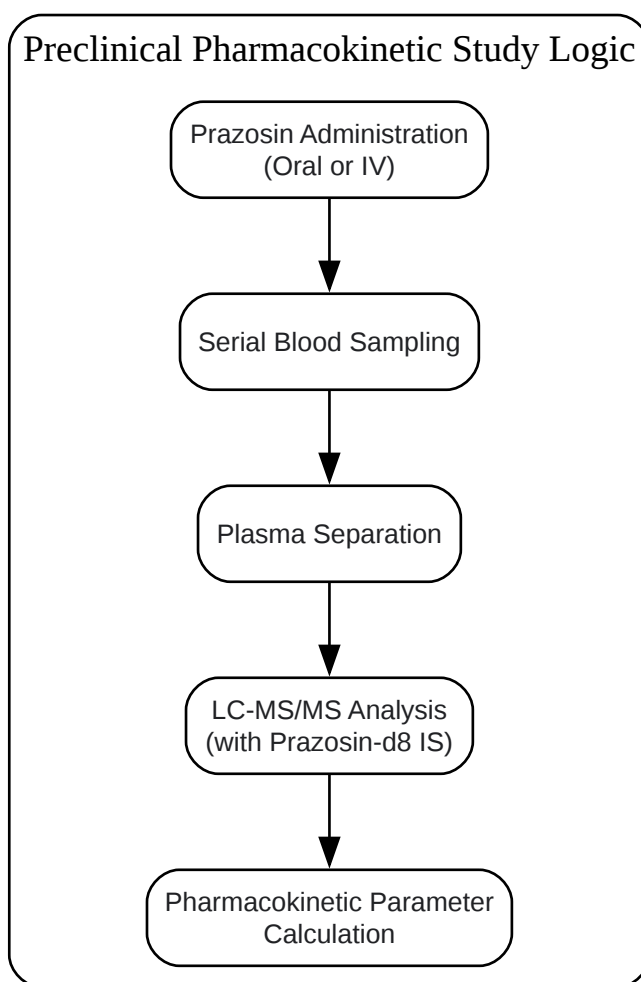 Preclinical Pharmacokinetic Study Logic
Prazosin Administration
(Oral or IV)
Serial Blood Sampling
Plasma Separation
LC-MS/MS Analysis
(with Prazosin-d8 IS)
Pharmacokinetic Parameter
Calculation